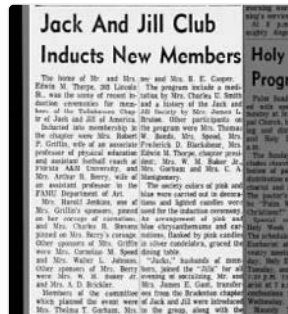 Jack And Jill Club
Inducts New Members
The home of Mr. and Mrs.
Edwin M. Thorpe, 265 Lincoln
St., was the scene of recent in-
duction ceremonies for mem-
bers of the Tallahassee Chap-
ter of Jack and Jill of America.
Inducted into membership in
the chapter were Mrs. Robert
P. Griffin, wife of an associate
professor of physical education
and assistant football coach at
Florida A&M University, and
Mrs. Arthur B. Berry, wife of
an assistant professor in the
FAMU Department of Art.
Mrs. Harold Jenkins, one of
Mrs. Griffin's sponsors, pinned
on her corsage of carnation,
and Mrs. Charles B. Stevens
pinned on Mrs. Berry's corsage.
Other sponsors of Mrs. Griffin
were Mrs. Cornelius M. Speed
and Mrs. Walter L. Johnson.
Other sponsors of Mrs. Berry
were Mrs. W. M. Baker Jr.
and Mrs. A. D. Brickler.
Members of the committee
which planned the event were
Mrs. Thelma T. Gorham, Mrs.
and Mrs. B. E. Cooper.
The program include a medi-
tation by Mrs. Charles U. Smith
and a history of the Jack and
Jill Society by Mrs. James L.
Bruton. Other participants on
the program were Mrs. Thomas
W. Reeds, Mrs. Speed, Mrs.
Frederick D. Blackshear, Mrs.
Edwin M. Thorpe, chapter presi-
dent; Mrs. W. M. Baker Jr.,
Mrs. Gorham and Mrs. C. A.
Montgomery.
The society colors of pink and
blue were carried out in decora-
tions and lighted candles were
used for the induction ceremony.
An arrangement of pink and
blue chrysanthemums and car-
nations, flanked by pink candles
in silver candelabra, graced the
dining table.
"Jacks," husbands of mem-
bers, joined the "Jills" for an
evening of socializing. Mr. and
Mrs. James E. Gant, transfer-
ees from the Bradenton chapter
of Jack and Jill were introduced
to the group, along with the
Holy
Progr